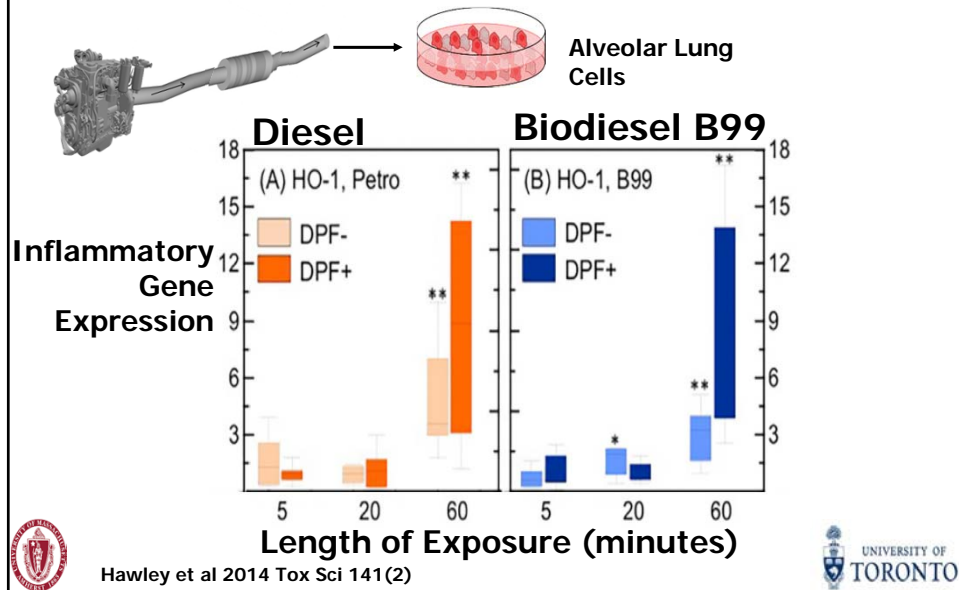 Alveolar Lung
Cells
Diesel
Biodiesel B99
Inflammatory
Gene
Expression
18
15
12
9
6
3
(A) HO-1, Petro
DPF-
DPF+
**
**
5
20
60
(B) HO-1, B99
DPF-
DPF+
*
**
**
5
20
60
18
15
12
9
6
3
Length of Exposure (minutes)
Hawley et al 2014 Tox Sci 141(2)
UNIVERSITY OF
TORONTO